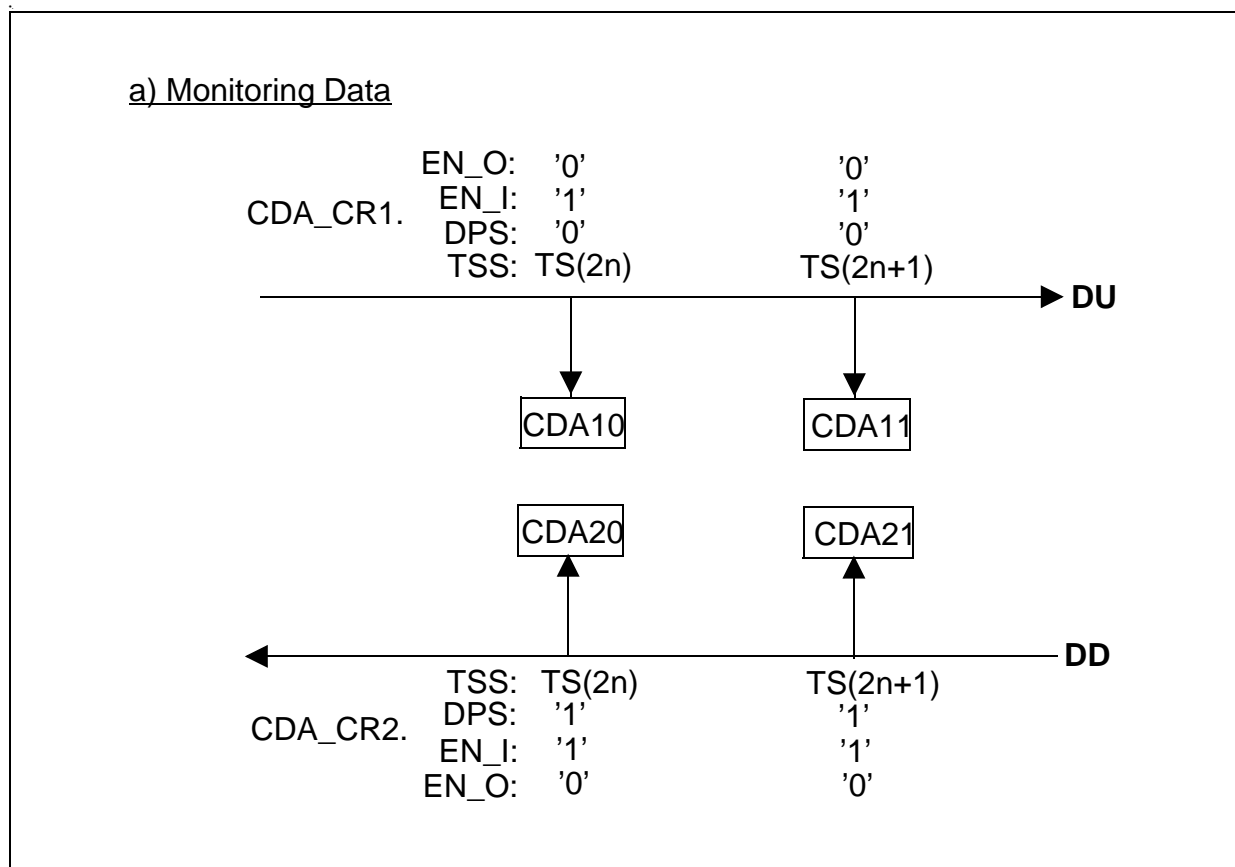 a) Monitoring Data
EN_O: ’0’ ’0’
EN_I: ’1’ ’1’
CDA_CR1.
DPS: ’0’ ’0’
TSS: TS(2n) TS(2n+1)
DU
CDA10 CDA11
CDA20 CDA21
DD
TSS: TS(2n) TS(2n+1)
DPS: ’1’ ’1’
CDA_CR2.
EN_I: ’1’ ’1’
EN_O: ’0’ ’0’